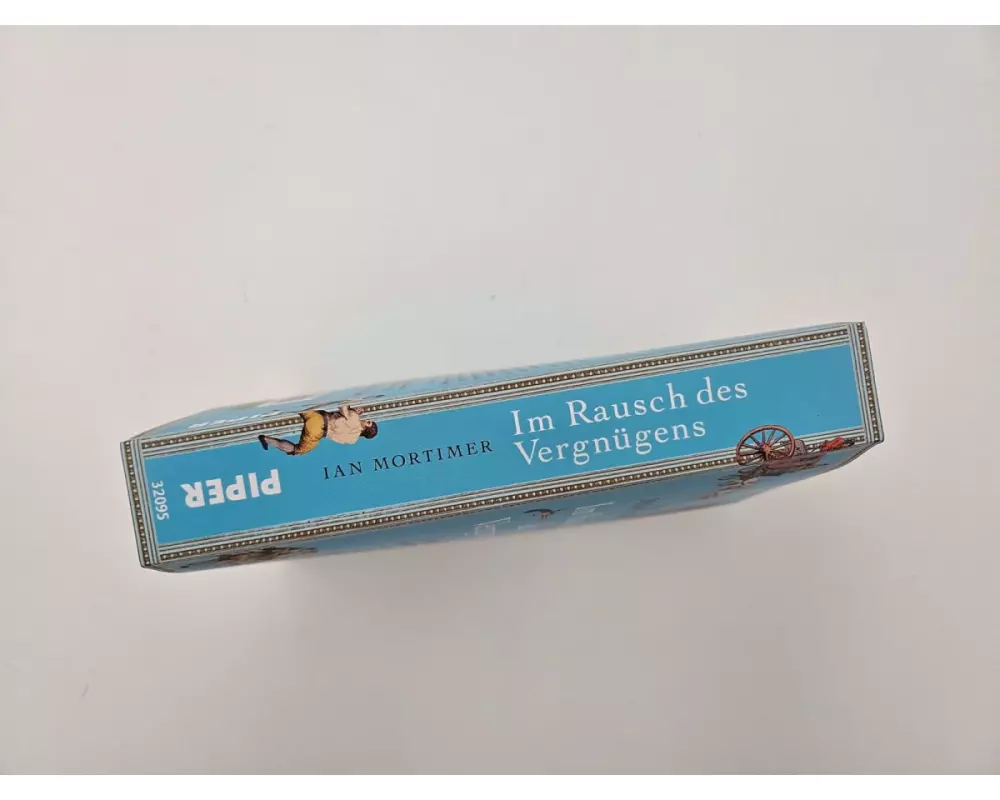 Im Rausch des
Vergnügens
IAN MORTIMER
PIPER
32095